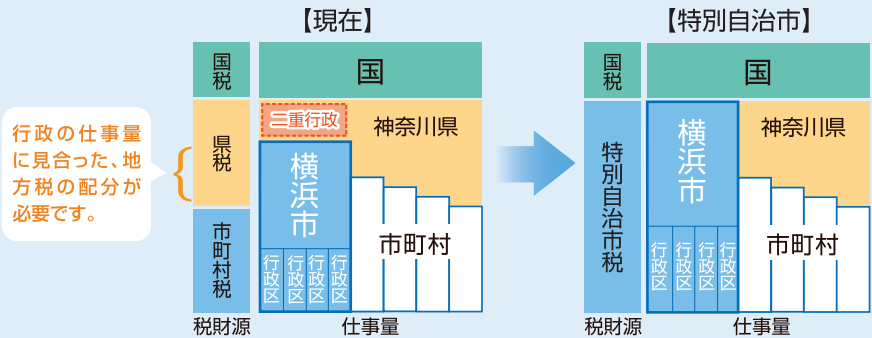 【現在】
国税
国
県税
二重行政
神奈川県
行政の仕事量
に見合った、地
方税の配分が
必要です。
横浜市
市町村税
行政区
行政区
行政区
行政区
市町村
税財源
仕事量
【特別自治市】
国税
国
特別自治市税
横浜市
神奈川県
行政区
行政区
行政区
行政区
市町村
税財源
仕事量